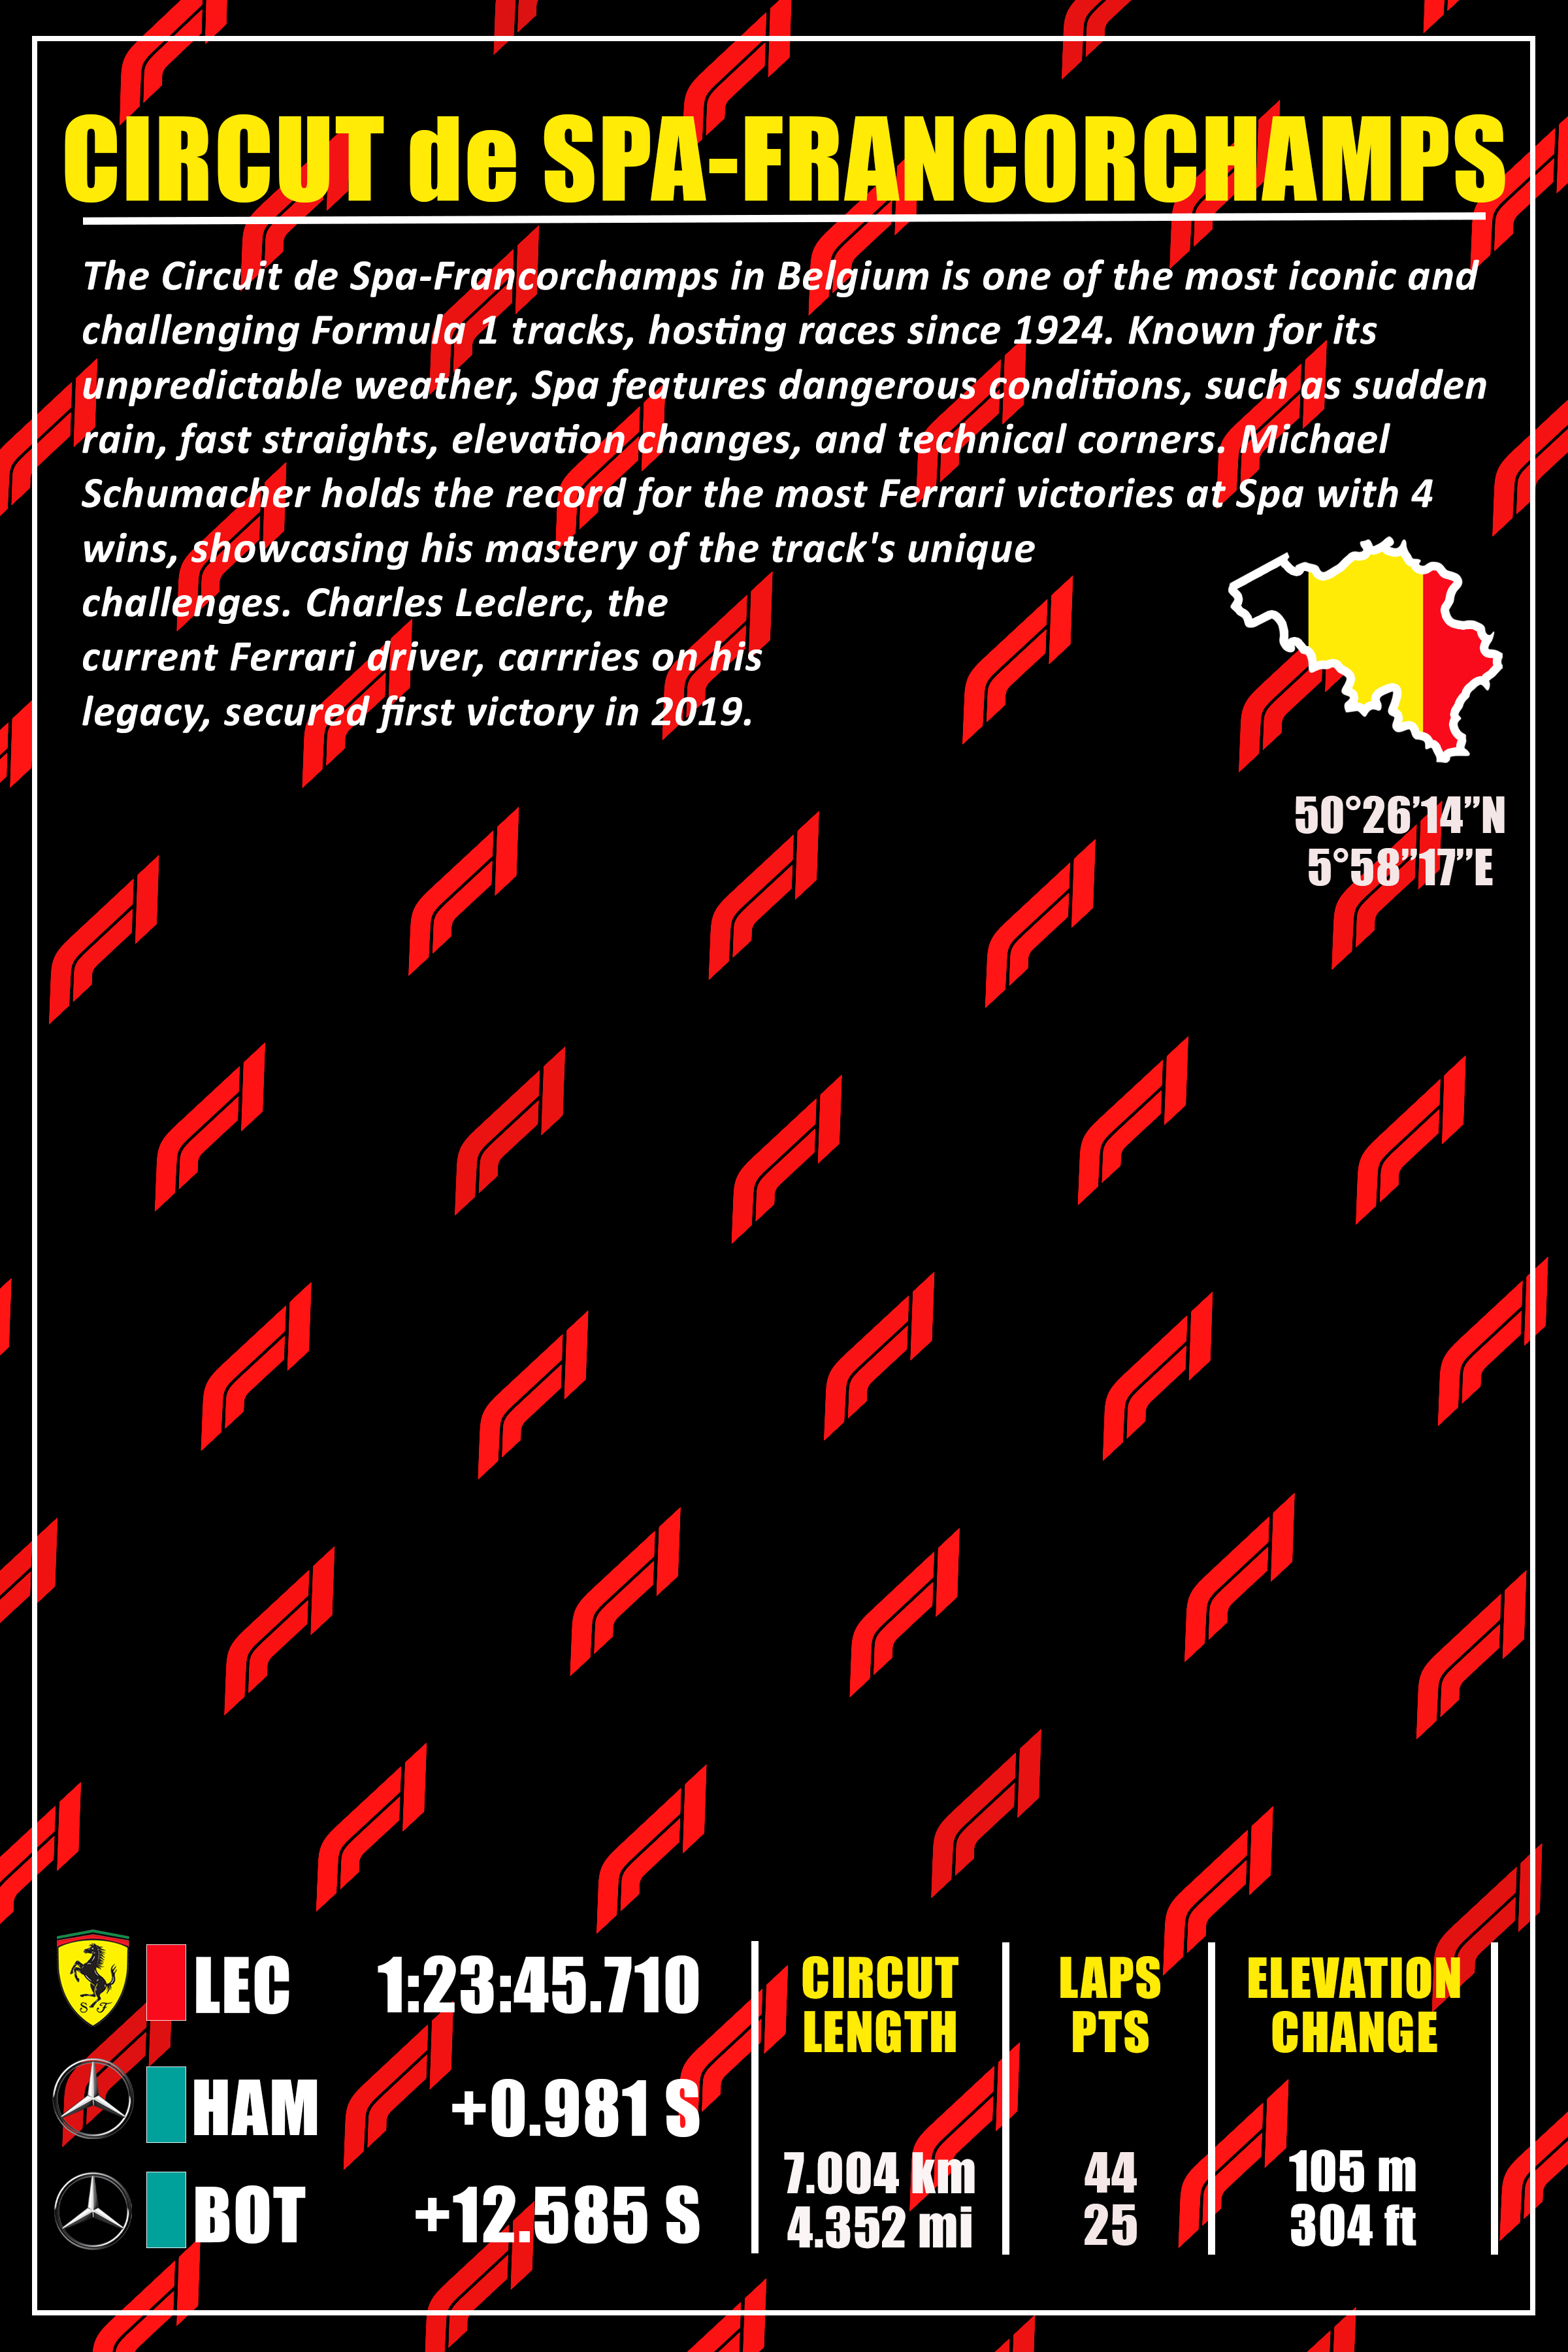 CIRCUT de SPA-FRANCORCHAMPS
The Circuit de Spa-Francorchamps in Belgium is one of the most iconic and
challenging Formula 1 tracks, hosting races since 1924. Known for its
unpredictable weather, Spa features dangerous conditions, such as sudden
rain, fast straights, elevation changes, and technical corners. Michael
Schumacher holds the record for the most Ferrari victories at Spa with 4
wins, showcasing his mastery of the track's unique
challenges. Charles Leclerc, the
current Ferrari driver, carrries on his
legacy, secured first victory in 2019.
50°26’14”N
5°58”17”E
S F
LEC 1:23:45.710
HAM +0.981 S
BOT +12.585 S
CIRCUT
LENGTH
7.004 km
4.352 mi
LAPS
PTS
44
25
ELEVATION
CHANGE
105 m
304 ft